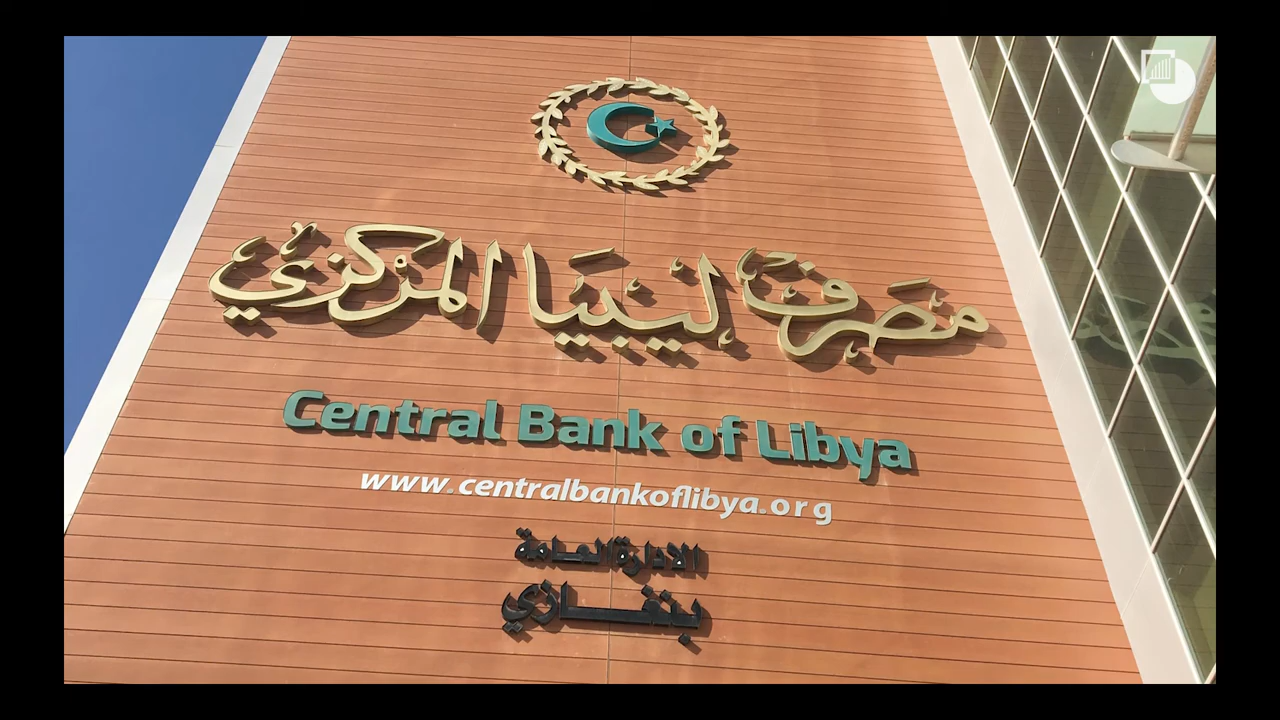 مصرف ليبيا المركزي
Central Bank of Libya
www.centralbankoflibya.org
الادارة العامة
بنغازي